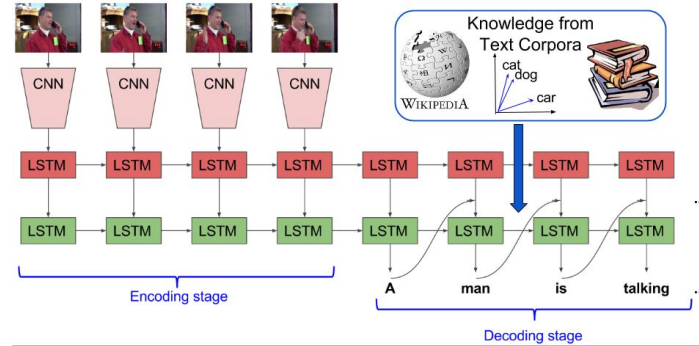 Knowledge from
Text Corpora
cat
dog
car
WIKIPEDIA
CNN CNN CNN CNN
LSTM LSTM LSTM LSTM LSTM LSTM LSTM LSTM
LSTM LSTM LSTM LSTM LSTM LSTM LSTM LSTM
A man is talking
Encoding stage
Decoding stage